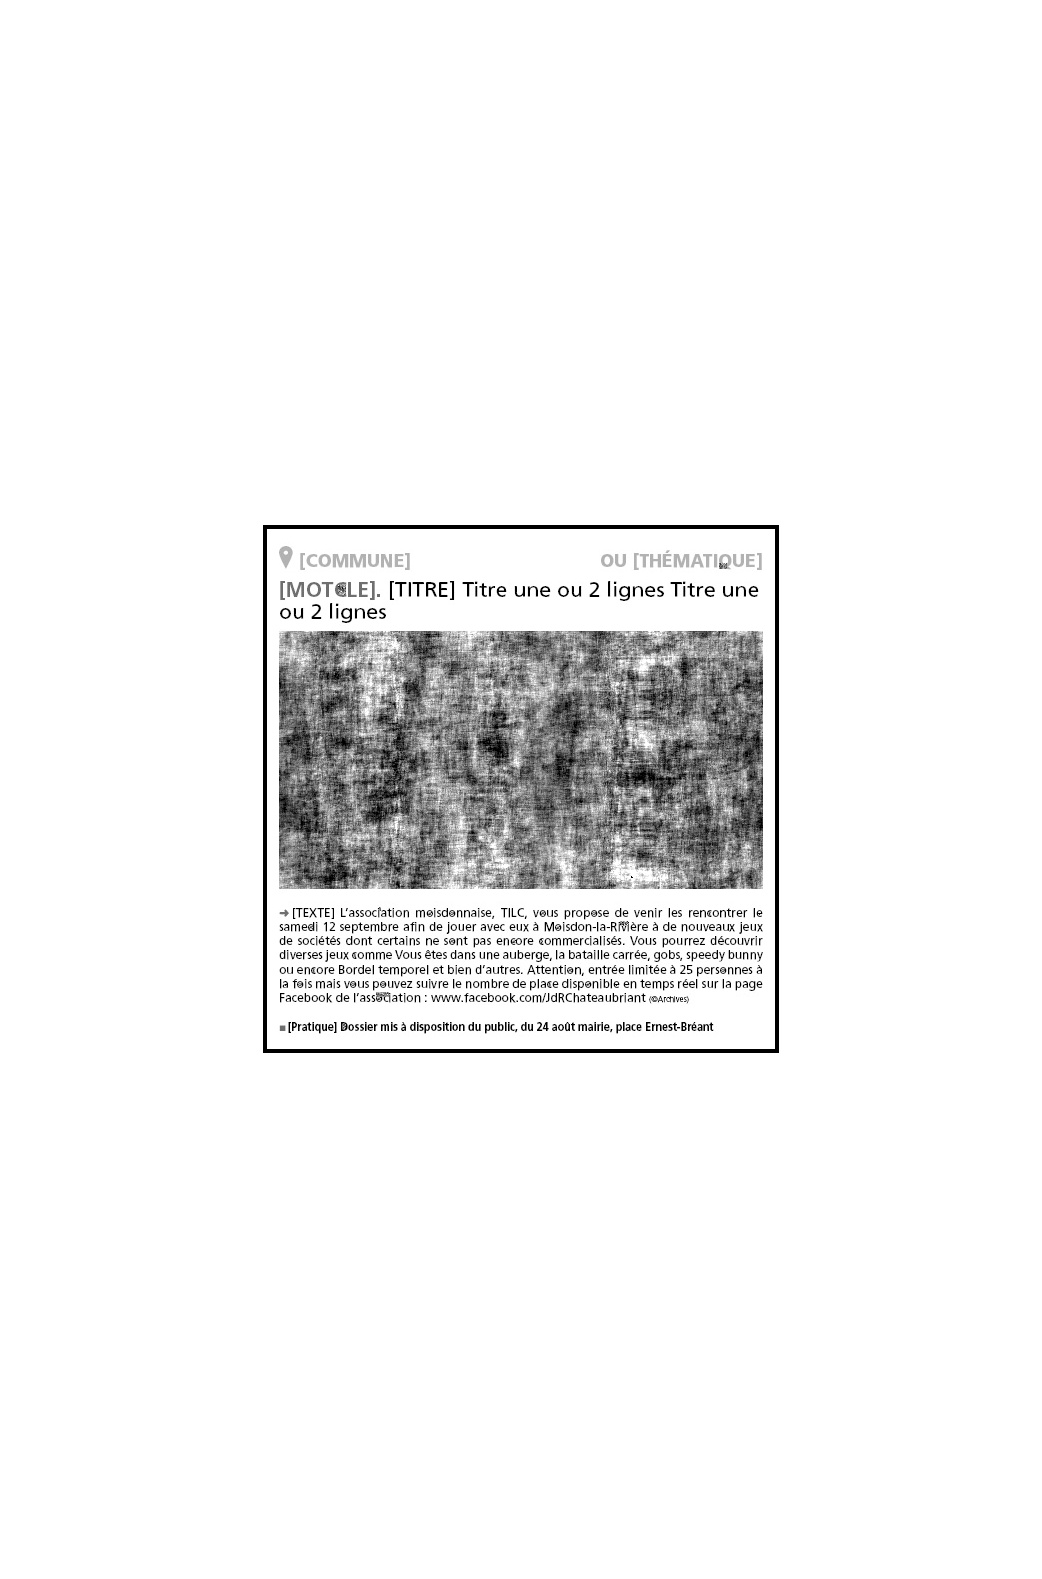 [COMMUNE] OU [THÉMATIQUE]
[MOTCLE]. [TITRE] Titre une ou 2 lignes Titre une
ou 2 lignes
➜ [TEXTE] L'association moisdonnaise, TILC, vous propose de venir les rencontrer le
samedi 12 septembre afin de jouer avec eux à Moisdon-la-Rivière à de nouveaux jeux
de sociétés dont certains ne sont pas encore commercialisés. Vous pourrez découvrir
diverses jeux comme Vous êtes dans une auberge, la bataille carrée, gobs, speedy bunny
ou encore Bordel temporel et bien d'autres. Attention, entrée limitée à 25 personnes à
la fois mais vous pouvez suivre le nombre de place disponible en temps réel sur la page
Facebook de l'association : www.facebook.com/JdRChateaubriant (©Archives)
■ [Pratique] Dossier mis à disposition du public, du 24 août mairie, place Ernest-Bréant